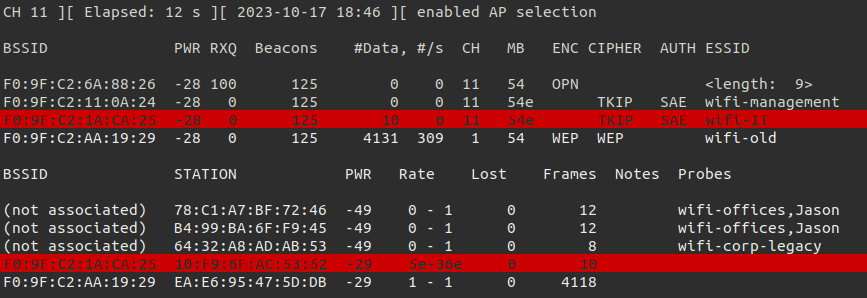 CH 11 ][ Elapsed: 12 s ][ 2023-10-17 18:46 ][ enabled AP selection
BSSID PWR RXQ Beacons #Data, #/s CH MB ENC CIPHER AUTH ESSID
F0:9F:C2:6A:88:26 -28 100 125 0 0 11 54 OPN <length: 9>
F0:9F:C2:11:0A:24 -28 0 125 0 0 11 54e TKIP SAE wifi-management
F0:9F:C2:1A:CA:25 -28 0 125 10 0 11 54e TKIP SAE wifi-IT
F0:9F:C2:AA:19:29 -28 0 125 4131 309 1 54 WEP WEP wifi-old
BSSID STATION PWR Rate Lost Frames Notes Probes
(not associated) 78:C1:A7:BF:72:46 -49 0 - 1 0 12 wifi-offices,Jason
(not associated) B4:99:BA:6F:F9:45 -49 0 - 1 0 12 wifi-offices,Jason
(not associated) 64:32:A8:AD:AB:53 -49 0 - 1 0 8 wifi-corp-legacy
F0:9F:C2:1A:CA:25 10:F9:6F:AC:53:52 -29 5e-36e 0 10
F0:9F:C2:AA:19:29 EA:E6:95:47:5D:DB -29 1 - 1 0 4118